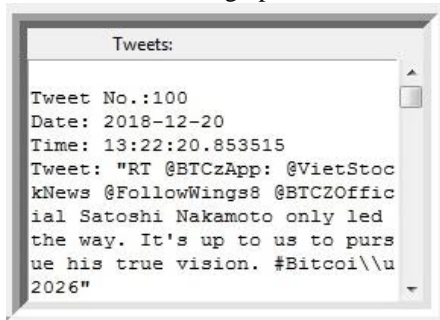 Tweets:
Tweet No.:100
Date: 2018-12-20
Time: 13:22:20.853515
Tweet: "RT @BTCzApp: @VietStoc
kNews @FollowWings8 @BTCZOffic
ial Satoshi Nakamoto only led
the way. It's up to us to purs
ue his true vision. #Bitcoi\\u
2026"